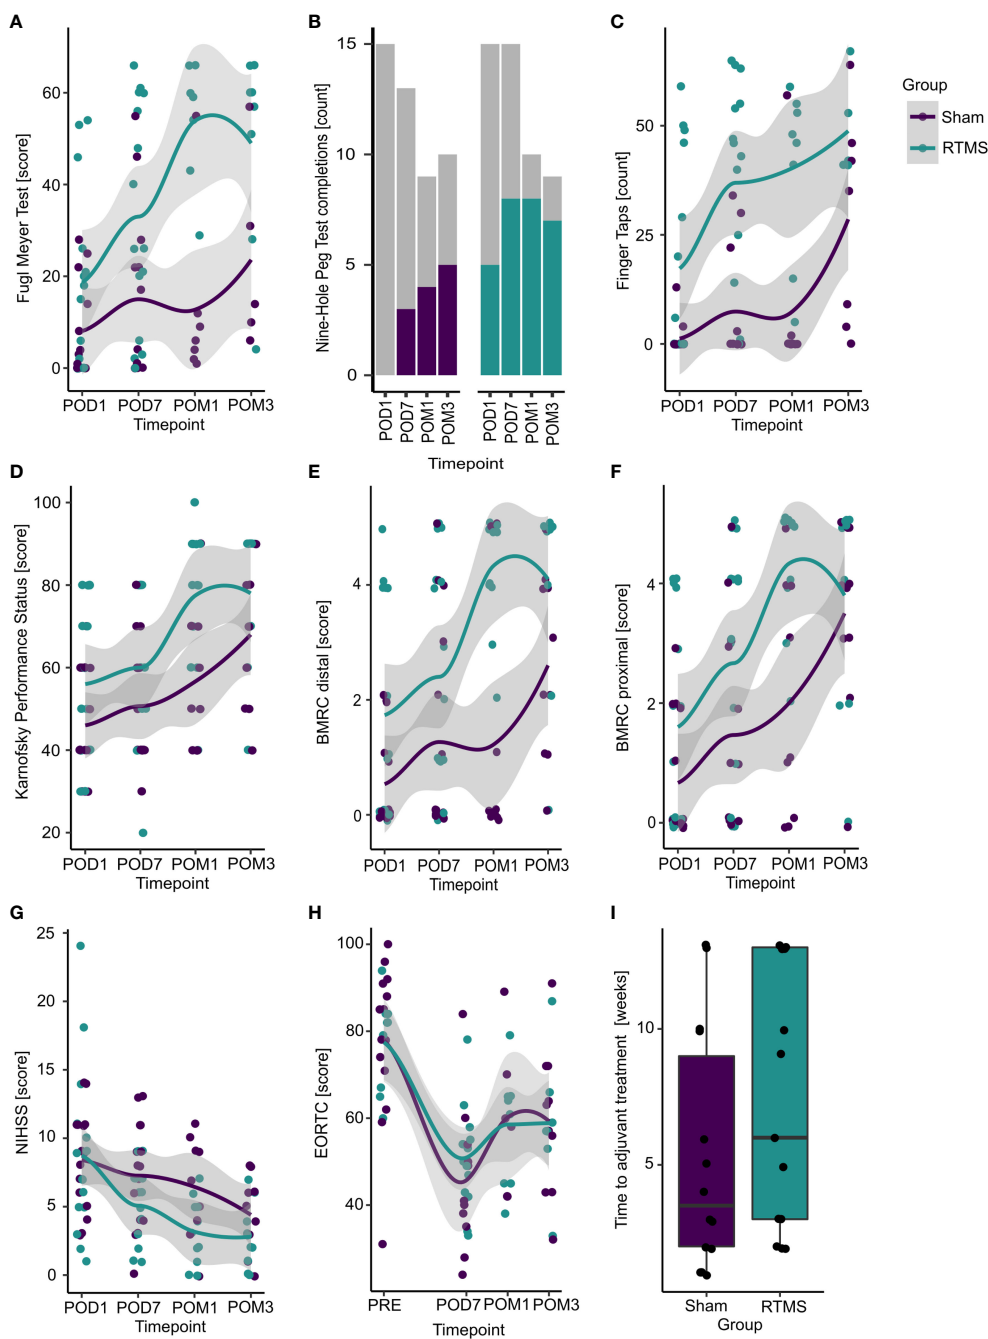 A
Fugl Meyer Test [score]
60
40
20
0
POD1 POD7 POM1 POM3
Timepoint
B
Nine-Hole Peg Test completions [count]
15
10
5
0
POD1 POD7 POM1 POM3 POD1 POD7 POM1 POM3
Timepoint
C
Finger Taps [count]
50
25
0
POD1 POD7 POM1 POM3
Timepoint
Group
Sham
RTMS
D
Karnofsky Performance Status [score]
100
80
60
40
20
POD1 POD7 POM1 POM3
Timepoint
E
BMRC distal [score]
4
2
0
POD1 POD7 POM1 POM3
Timepoint
F
BMRC proximal [score]
4
2
0
POD1 POD7 POM1 POM3
Timepoint
G
NIHSS [score]
25
20
15
10
5
0
POD1 POD7 POM1 POM3
Timepoint
H
EORTC [score]
100
80
60
40
PRE POD7 POM1 POM3
Timepoint
I
Time to adjuvant treatment [weeks]
10
5
Sham RTMS
Group